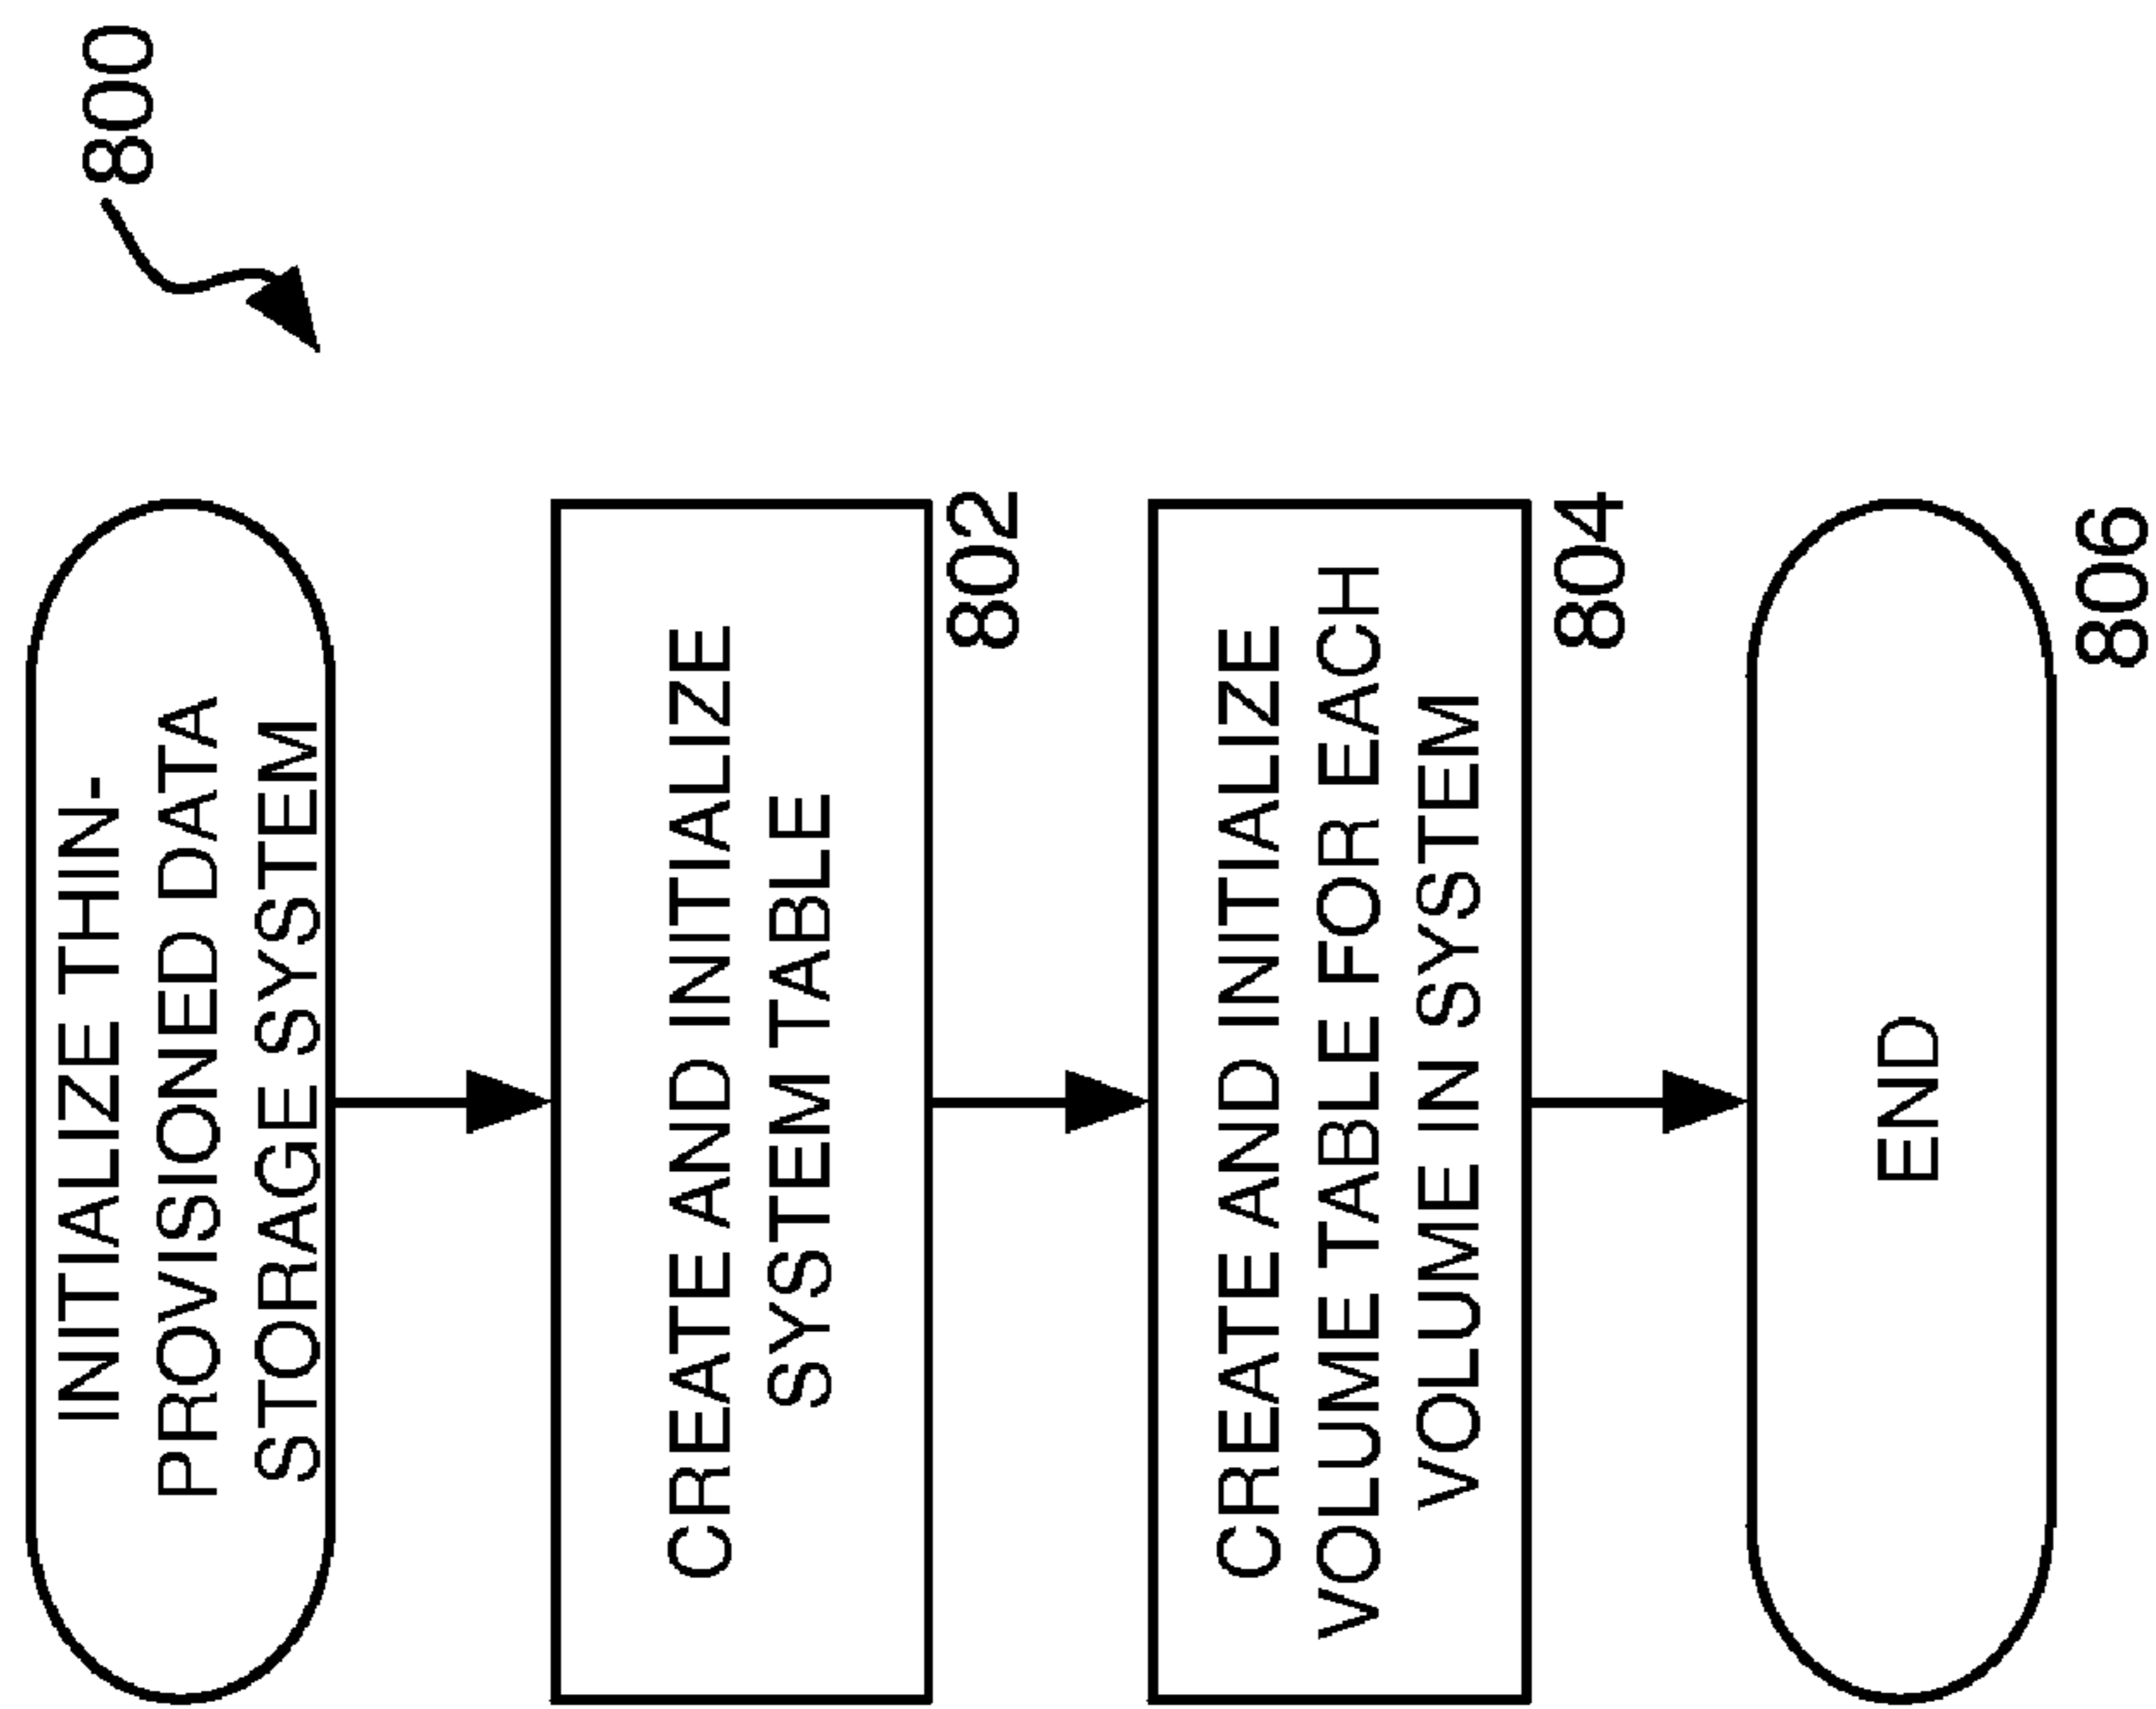 800
INITIALIZE THIN-
PROVISIONED DATA
STORAGE SYSTEM
CREATE AND INITIALIZE
SYSTEM TABLE
802
CREATE AND INITIALIZE
VOLUME TABLE FOR EACH
VOLUME IN SYSTEM
804
END
806